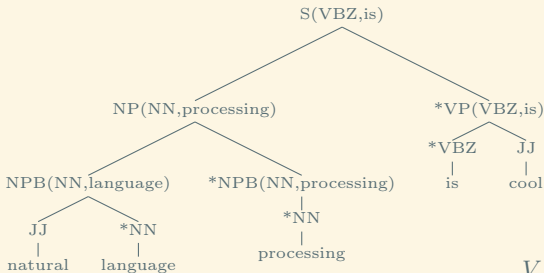 S(VBZ,is)
NP(NN,processing) *VP(VBZ,is)
*VBZ JJ
is cool
NPB(NN,language) *NPB(NN,processing)
JJ *NN *NN
natural language processing
V